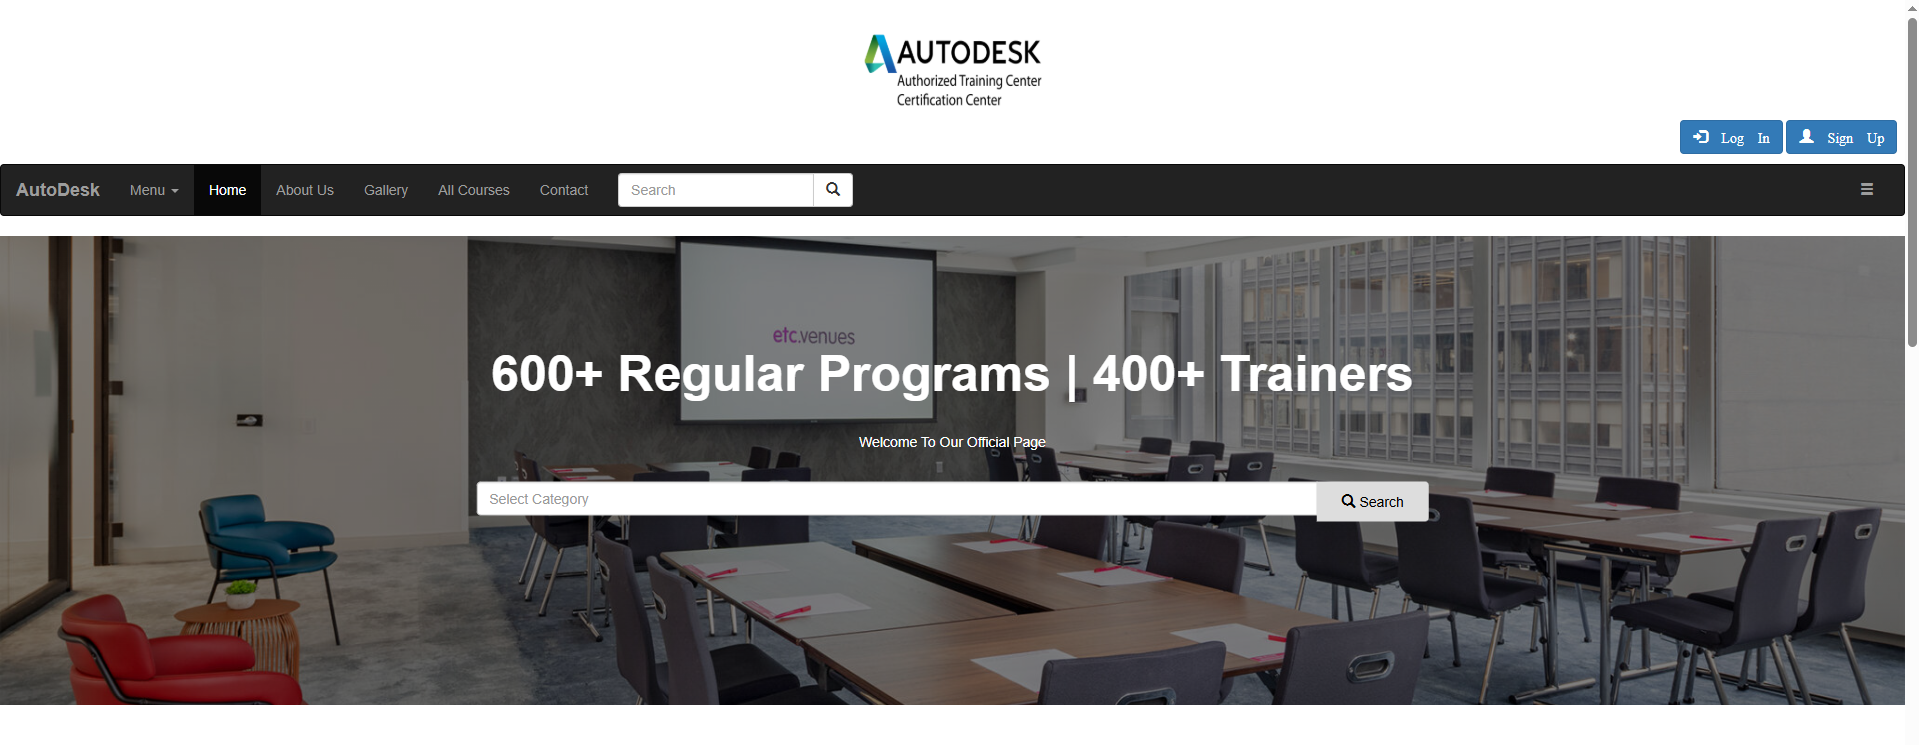 AUTODESK
Authorized Training Center
Certification Center
Log In
Sign Up
AutoDesk Menu Home About Us Gallery All Courses Contact Search
etc.venues
600+ Regular Programs | 400+ Trainers
Welcome To Our Official Page
Select Category Search